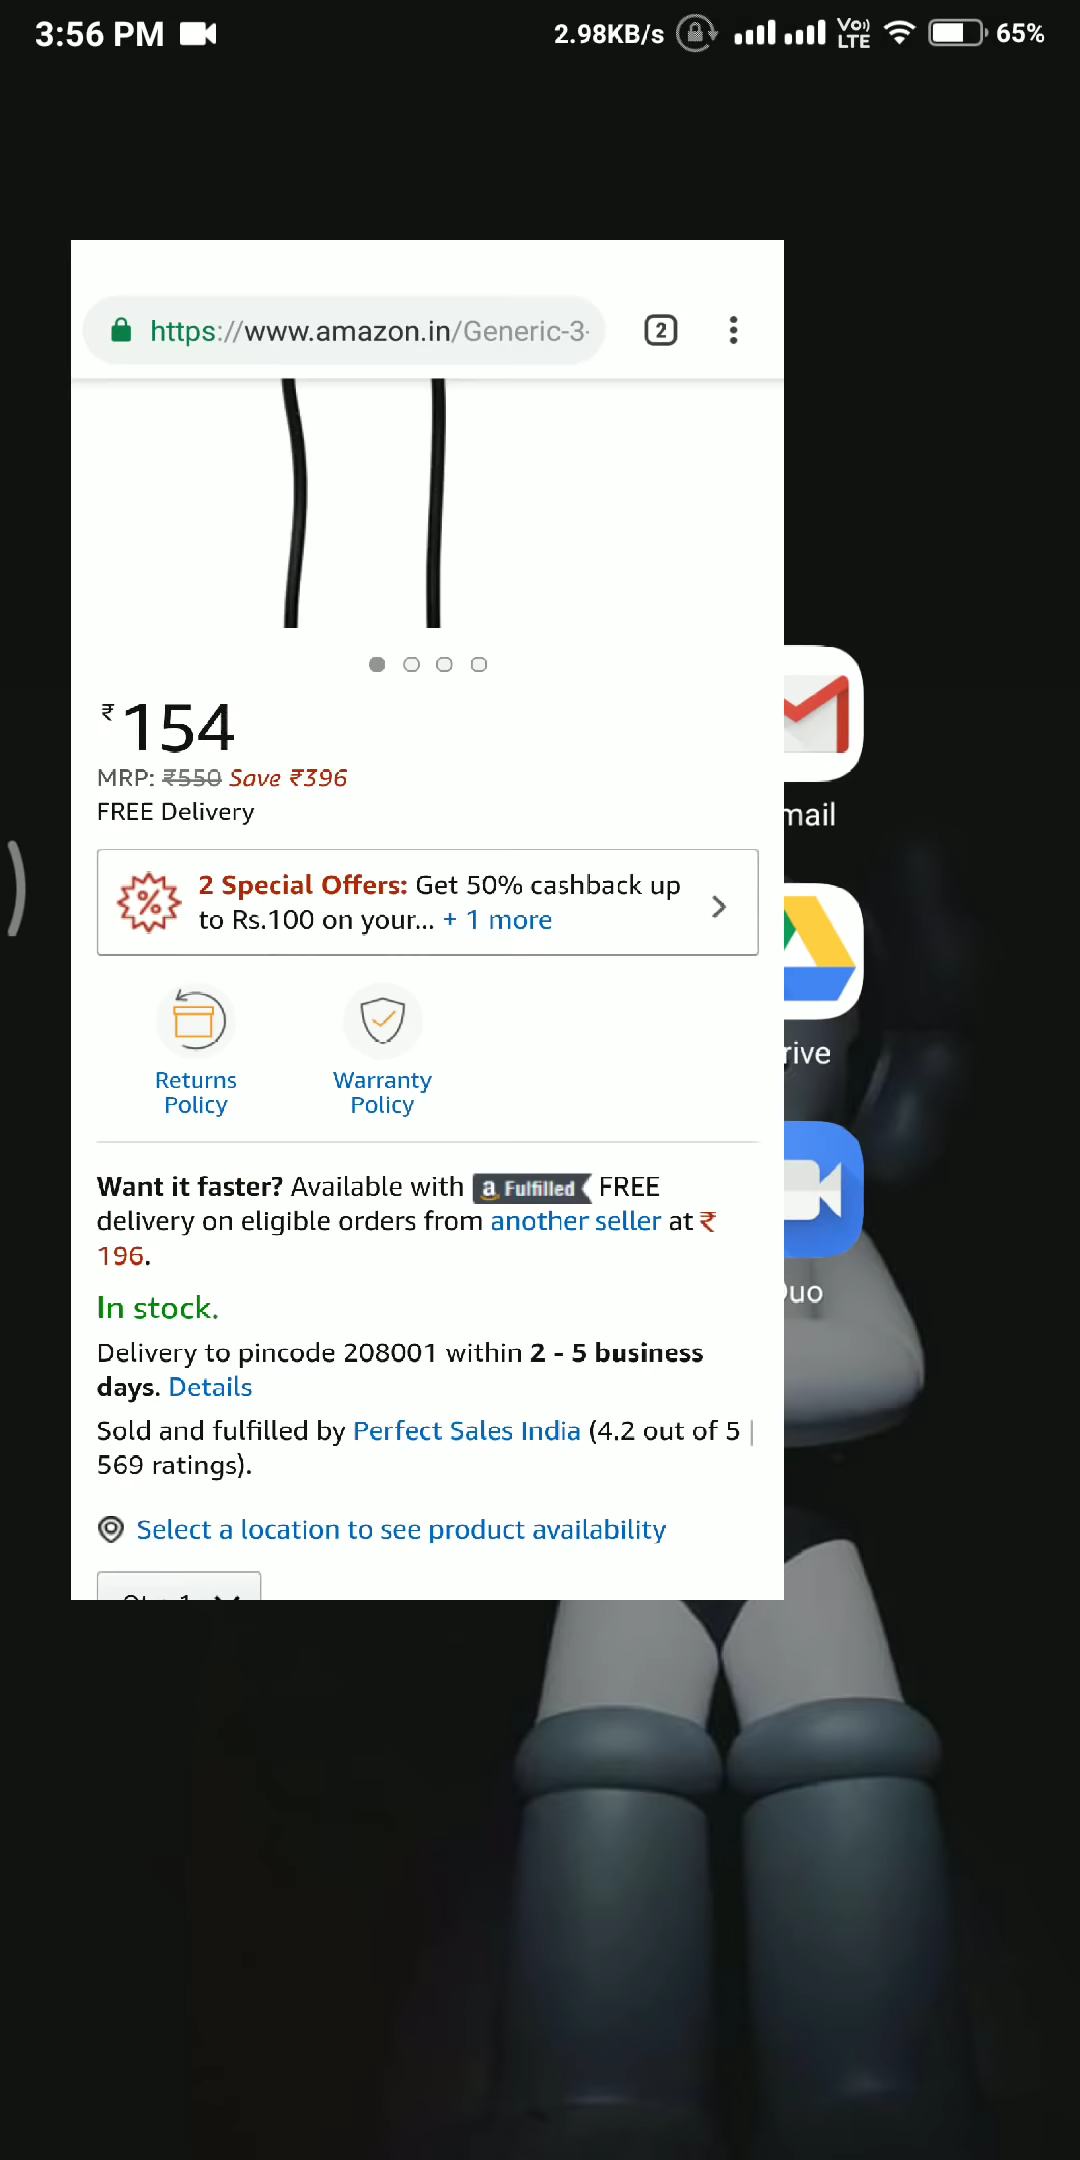 3:56 PM 2.98KB/s Vo)) LTE 65%
https://www.amazon.in/Generic-3- 2
₹154
MRP: ₹550 Save ₹396
FREE Delivery
2 Special Offers: Get 50% cashback up
to Rs.100 on your... + 1 more
Returns
Policy
Warranty
Policy
Want it faster? Available with a Fulfilled FREE
delivery on eligible orders from another seller at ₹
196.
In stock.
Delivery to pincode 208001 within 2 - 5 business
days. Details
Sold and fulfilled by Perfect Sales India (4.2 out of 5 |
569 ratings).
Select a location to see product availability
mail
rive
uo